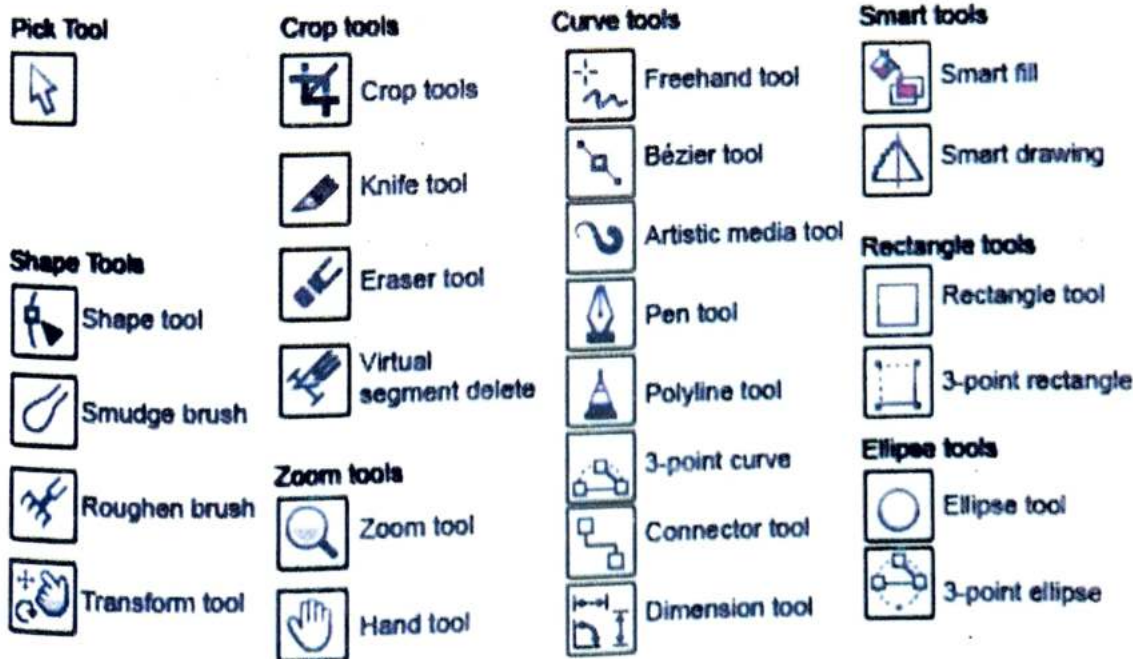 Pick Tool
Shape Tools
Shape tool
Smudge brush
Roughen brush
Transform tool
Crop tools
Crop tools
Knife tool
Eraser tool
Virtual
segment delete
Zoom tools
Zoom tool
Hand tool
Curve tools
Freehand tool
Bézier tool
Artistic media tool
Pen tool
Polyline tool
3-point curve
Connector tool
Dimension tool
Smart tools
Smart fill
Smart drawing
Rectangle tools
Rectangle tool
3-point rectangle
Ellipse tools
Ellipse tool
3-point ellipse